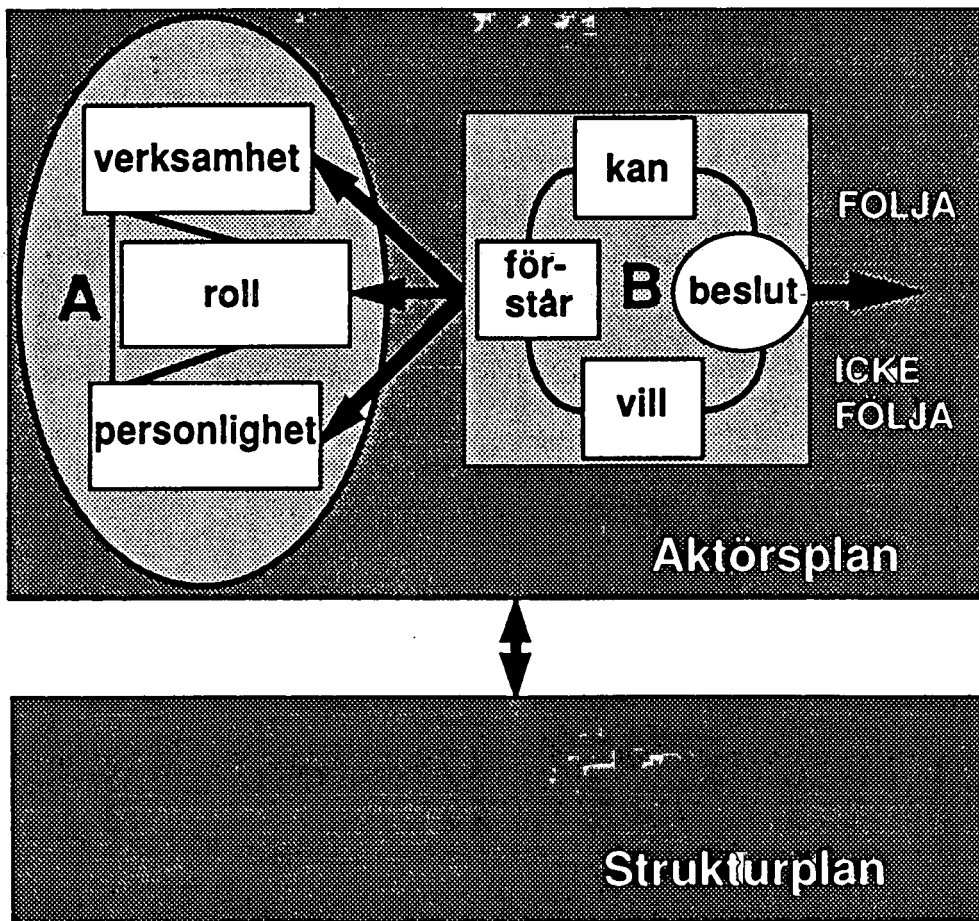 verksamhet
A
roll
personlighet
kan
för-
står
B
beslut
vill
FOLJA
ICKE
FOLJA
Aktörsplan
Strukturplan